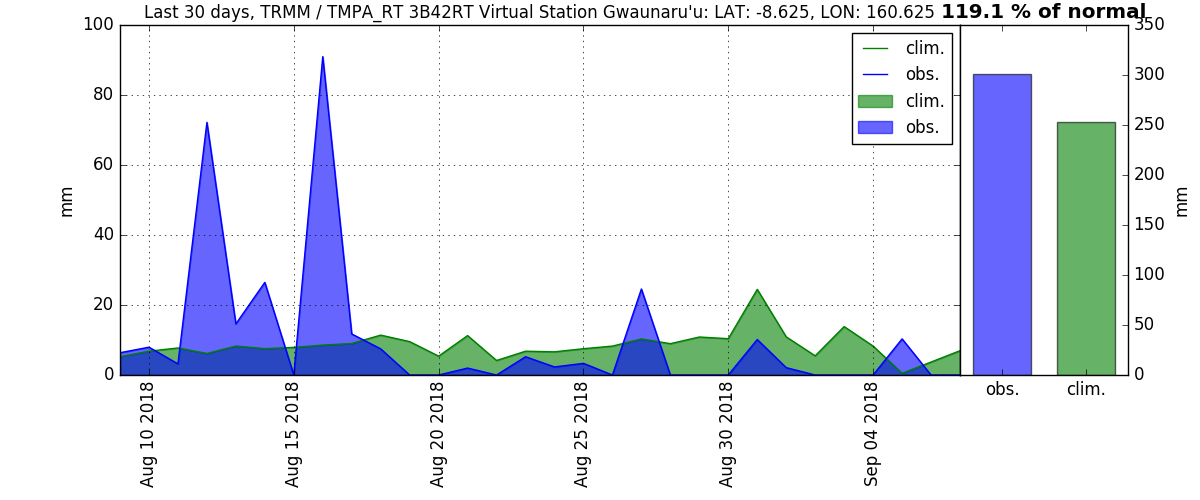 Last 30 days, TRMM / TMPA_RT 3B42RT Virtual Station Gwaunaru'u: LAT: -8.625, LON: 160.625 119.1 % of normal
100
80
60
40
20
0
mm
clim.
obs.
clim.
obs.
350
300
250
200
150
100
50
0
mm
Aug 10 2018
Aug 15 2018
Aug 20 2018
Aug 25 2018
Aug 30 2018
Sep 04 2018
obs.
clim.